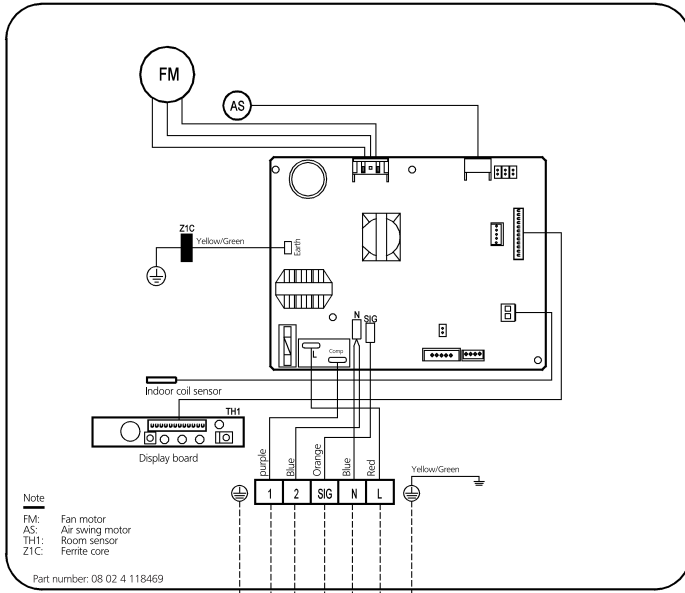 FM
AS
Z1C
Yellow/Green
Earth
N
SIG
L
Comp
Indoor coil sensor
TH1
Display board
purple
Blue
Orange
Blue
Red
Yellow/Green
1 2 SIG N L
Note
FM: Fan motor
AS: Air swing motor
TH1: Room sensor
Z1C: Ferrite core
Part number: 08 02 4 118469